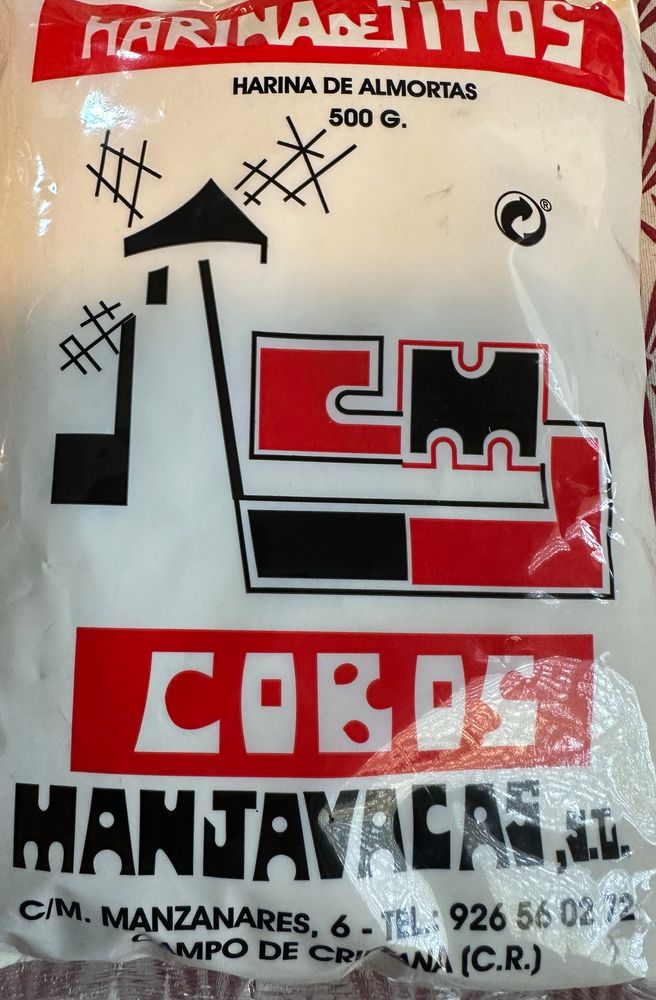 HARINA DE TITOS
HARINA DE ALMORTAS
500 G.
®
CM
COBOS
MANJAVACAS, S.L.
C/M. MANZANARES, 6 - TEL.: 926 56 02 72
CAMPO DE CRIPTANA (C.R.)